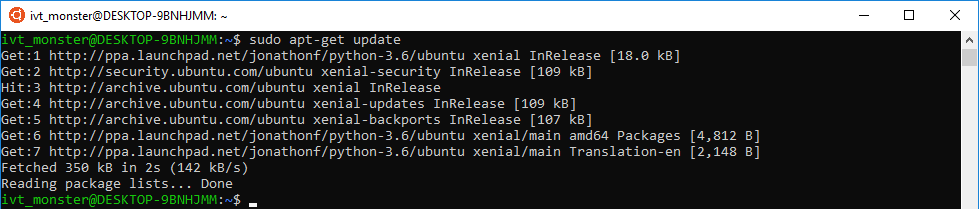 ivt_monster@DESKTOP-9BNHJMM: ~
ivt_monster@DESKTOP-9BNHJMM:~$ sudo apt-get update
Get:1 http://ppa.launchpad.net/jonathonf/python-3.6/ubuntu xenial InRelease [18.0 kB]
Get:2 http://security.ubuntu.com/ubuntu xenial-security InRelease [109 kB]
Hit:3 http://archive.ubuntu.com/ubuntu xenial InRelease
Get:4 http://archive.ubuntu.com/ubuntu xenial-updates InRelease [109 kB]
Get:5 http://archive.ubuntu.com/ubuntu xenial-backports InRelease [107 kB]
Get:6 http://ppa.launchpad.net/jonathonf/python-3.6/ubuntu xenial/main amd64 Packages [4,812 B]
Get:7 http://ppa.launchpad.net/jonathonf/python-3.6/ubuntu xenial/main Translation-en [2,148 B]
Fetched 350 kB in 2s (142 kB/s)
Reading package lists... Done
ivt_monster@DESKTOP-9BNHJMM:~$